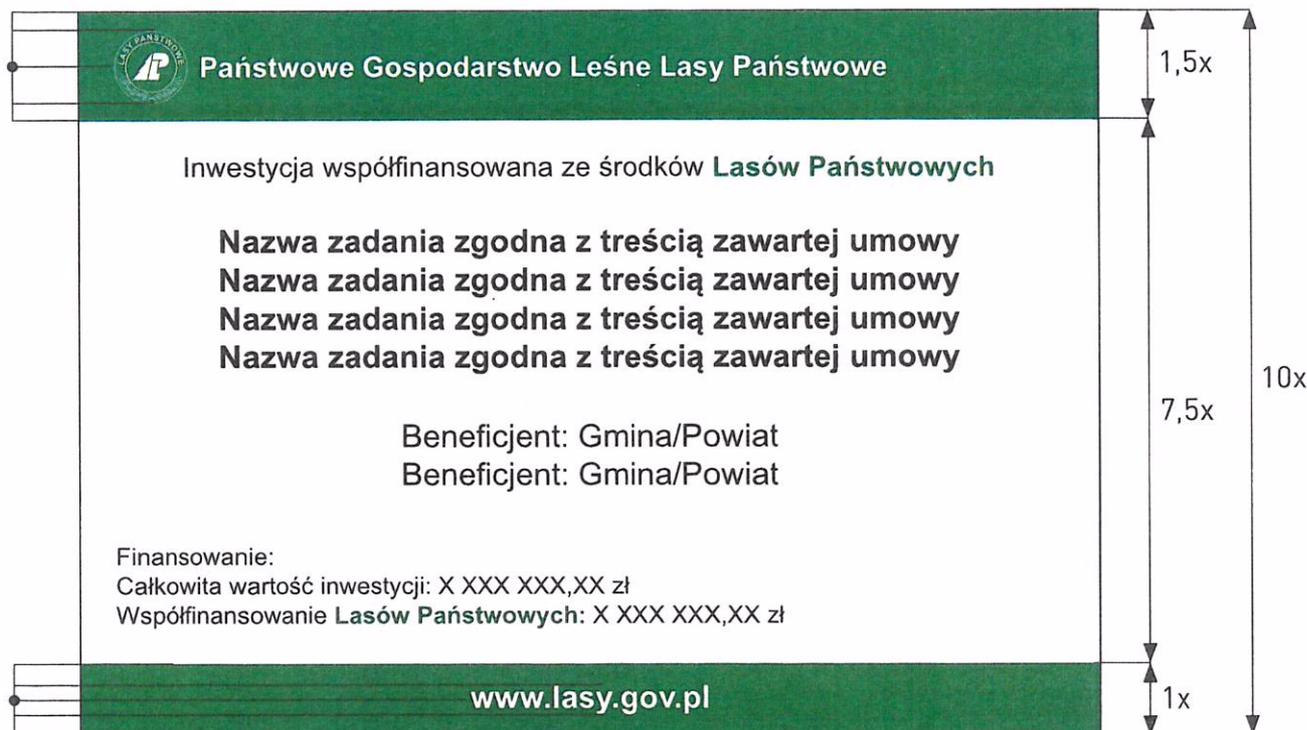 LASY PAŃSTWOWE
Państwowe Gospodarstwo Leśne Lasy Państwowe
1,5x
Inwestycja współfinansowana ze środków Lasów Państwowych
Nazwa zadania zgodna z treścią zawartej umowy
Nazwa zadania zgodna z treścią zawartej umowy
Nazwa zadania zgodna z treścią zawartej umowy
Nazwa zadania zgodna z treścią zawartej umowy
10x
7,5x
Beneficjent: Gmina/Powiat
Beneficjent: Gmina/Powiat
Finansowanie:
Całkowita wartość inwestycji: X XXX XXX,XX zł
Współfinansowanie Lasów Państwowych: X XXX XXX,XX zł
www.lasy.gov.pl
1x